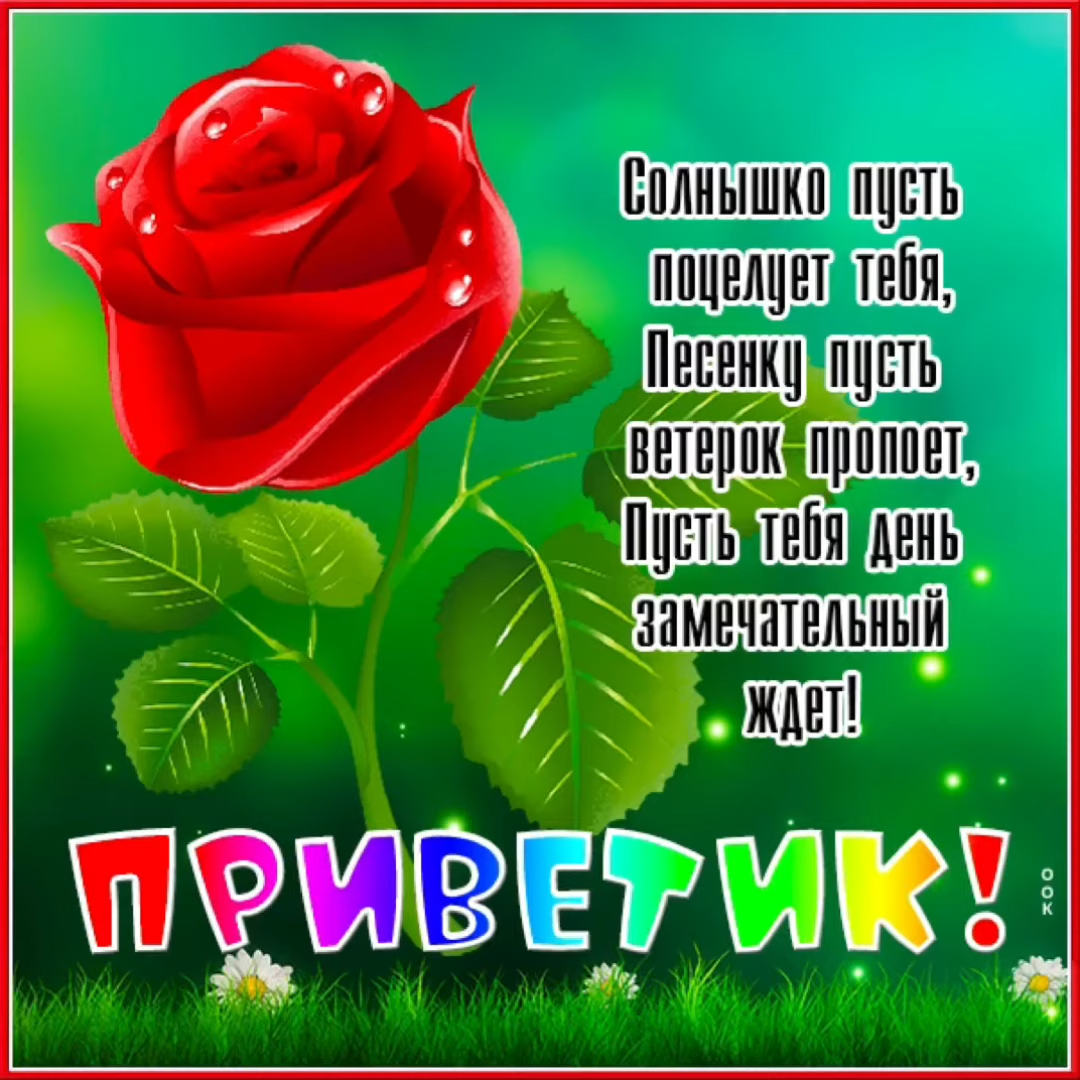 Солнышко пусть
поцелует тебя,
Песенку пусть
ветерок пропоет,
Пусть тебя день
замечательный
ждет!
ПРИВЕТИК!
ООК